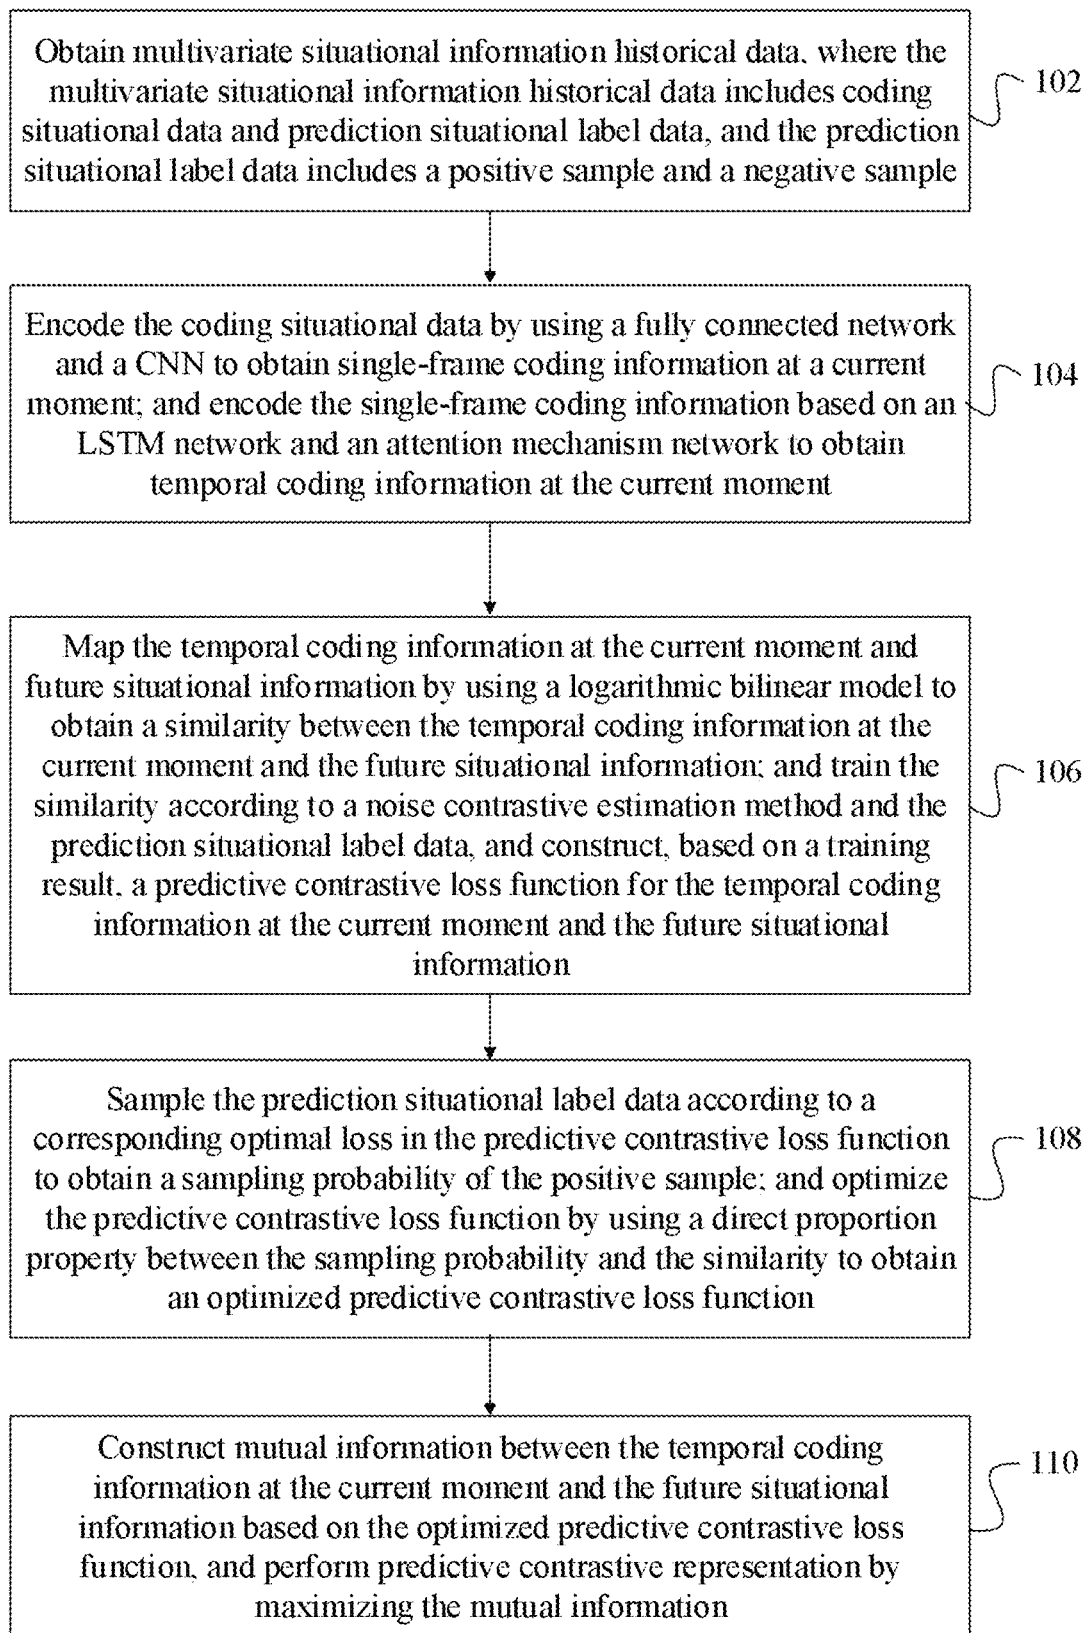 Obtain multivariate situational information historical data, where the
multivariate situational information historical data includes coding
situational data and prediction situational label data, and the prediction
situational label data includes a positive sample and a negative sample
102
Encode the coding situational data by using a fully connected network
and a CNN to obtain single-frame coding information at a current
moment; and encode the single-frame coding information based on an
LSTM network and an attention mechanism network to obtain
temporal coding information at the current moment
104
Map the temporal coding information at the current moment and
future situational information by using a logarithmic bilinear model to
obtain a similarity between the temporal coding information at the
current moment and the future situational information; and train the
similarity according to a noise contrastive estimation method and the
prediction situational label data, and construct, based on a training
result, a predictive contrastive loss function for the temporal coding
information at the current moment and the future situational
information
106
Sample the prediction situational label data according to a
corresponding optimal loss in the predictive contrastive loss function
to obtain a sampling probability of the positive sample; and optimize
the predictive contrastive loss function by using a direct proportion
property between the sampling probability and the similarity to obtain
an optimized predictive contrastive loss function
108
Construct mutual information between the temporal coding
information at the current moment and the future situational
information based on the optimized predictive contrastive loss
function, and perform predictive contrastive representation by
maximizing the mutual information
110